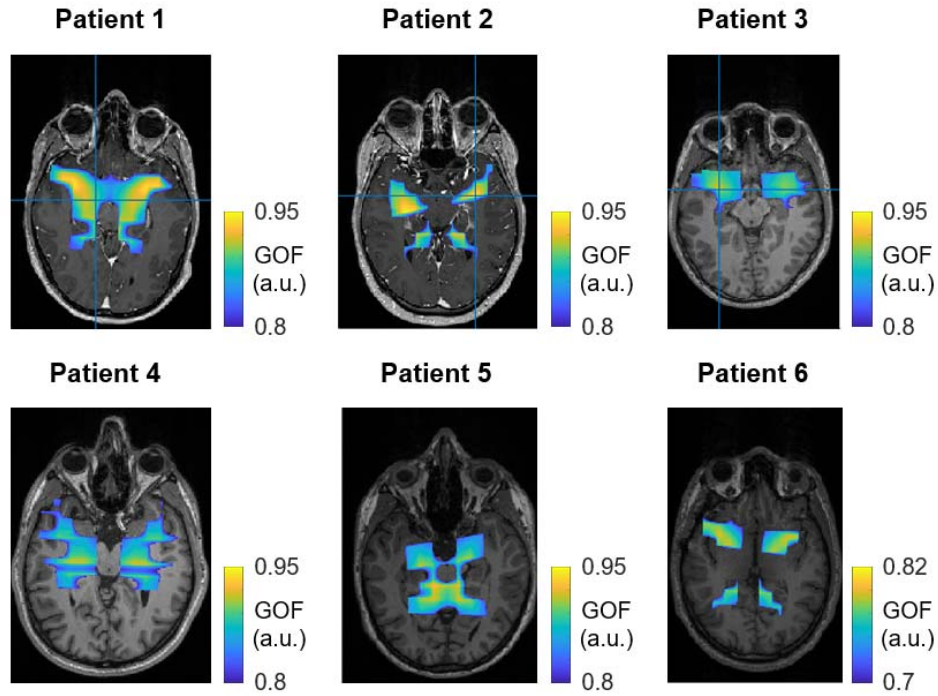 Patient 1
Patient 2
Patient 3
0.95
GOF
(a.u.)
0.8
0.95
GOF
(a.u.)
0.8
0.95
GOF
(a.u.)
0.8
Patient 4
Patient 5
Patient 6
0.95
GOF
(a.u.)
0.8
0.95
GOF
(a.u.)
0.8
0.82
GOF
(a.u.)
0.7